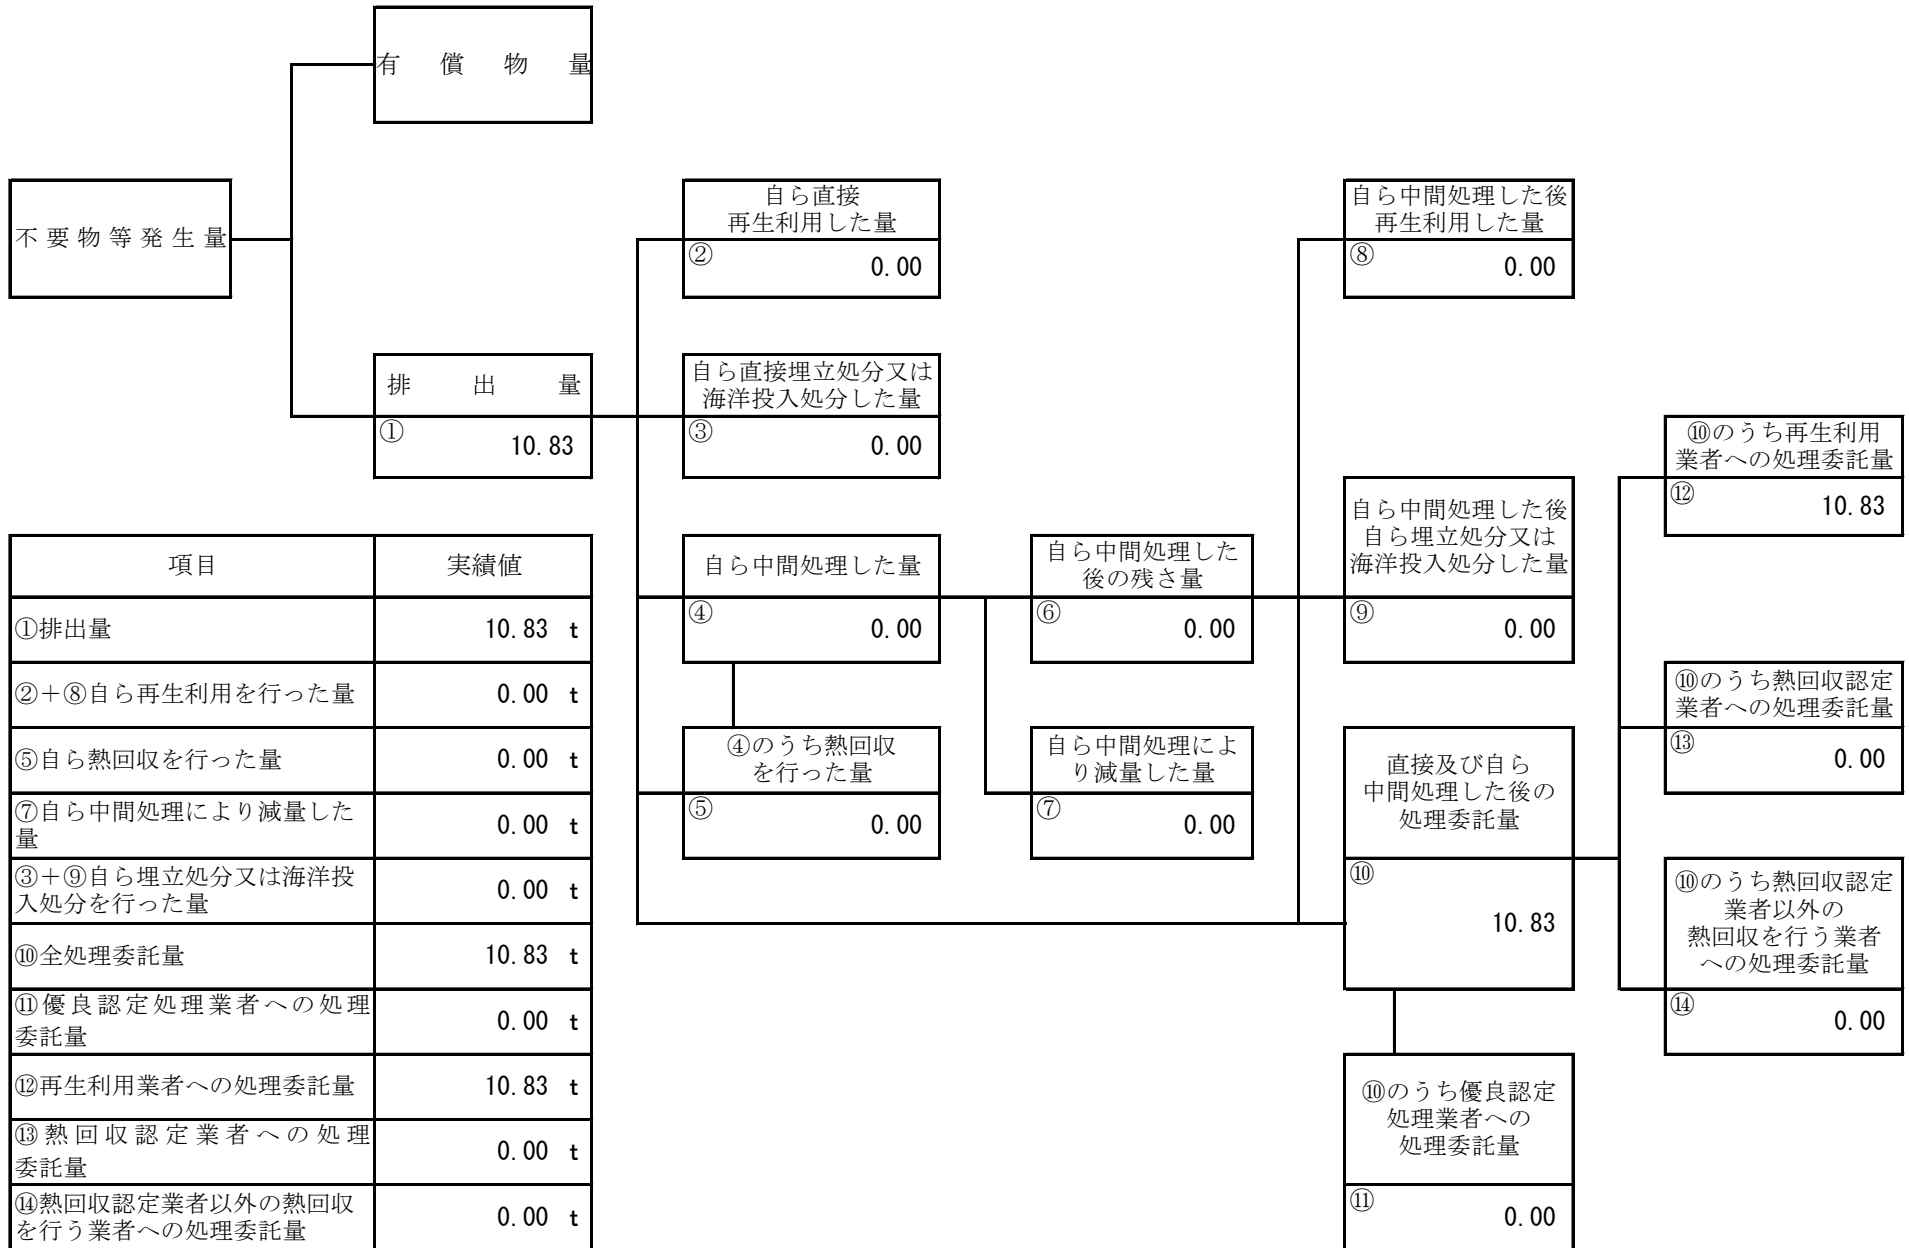 有償物量
不要物等発生量
排出量
①
10.83
自ら直接
再生利用した量
②
0.00
自ら直接埋立処分又は
海洋投入処分した量
③
0.00
自ら中間処理した量
④
0.00
④のうち熱回収
を行った量
⑤
0.00
自ら中間処理した
後の残さ量
⑥
0.00
自ら中間処理によ
り減量した量
⑦
0.00
自ら中間処理した後
再生利用した量
⑧
0.00
自ら中間処理した後
自ら埋立処分又は
海洋投入処分した量
⑨
0.00
直接及び自ら
中間処理した後の
処理委託量
⑩
10.83
⑩のうち優良認定
処理業者への
処理委託量
⑪
0.00
⑩のうち再生利用
業者への処理委託量
⑫
10.83
⑩のうち熱回収認定
業者への処理委託量
⑬
0.00
⑩のうち熱回収認定
業者以外の
熱回収を行う業者
への処理委託量
⑭
0.00
項目 実績値
①排出量 10.83 t
②＋⑧自ら再生利用を行った量 0.00 t
⑤自ら熱回収を行った量 0.00 t
⑦自ら中間処理により減量した
量 0.00 t
③＋⑨自ら埋立処分又は海洋投
入処分を行った量 0.00 t
⑩全処理委託量 10.83 t
⑪優良認定処理業者への処理
委託量 0.00 t
⑫再生利用業者への処理委託量 10.83 t
⑬熱回収認定業者への処理
委託量 0.00 t
⑭熱回収認定業者以外の熱回収
を行う業者への処理委託量 0.00 t